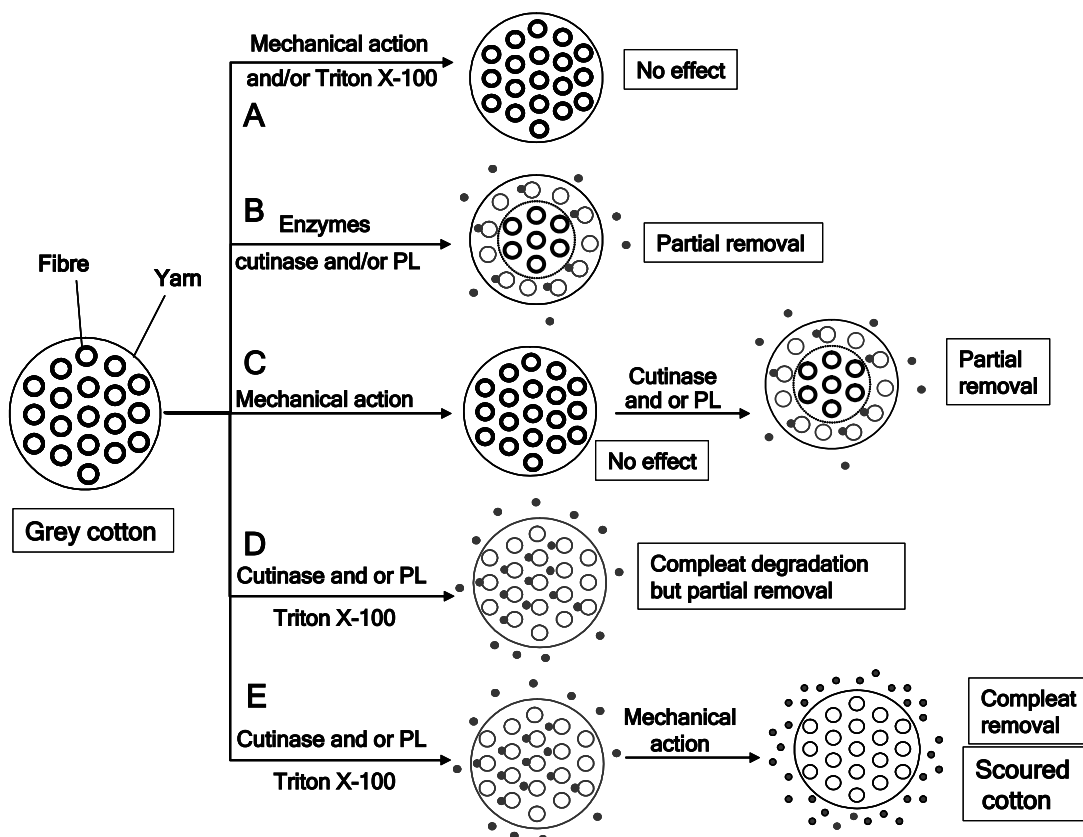 Mechanical action
and/or Triton X-100
No effect
A
B
Enzymes
cutinase and/or PL
Partial removal
Fibre
Yarn
Grey cotton
C
Mechanical action
No effect
Cutinase
and or PL
Partial
removal
D
Cutinase and or PL
Triton X-100
Compleat degradation
but partial removal
E
Cutinase and or PL
Triton X-100
Mechanical
action
Compleat
removal
Scoured
cotton